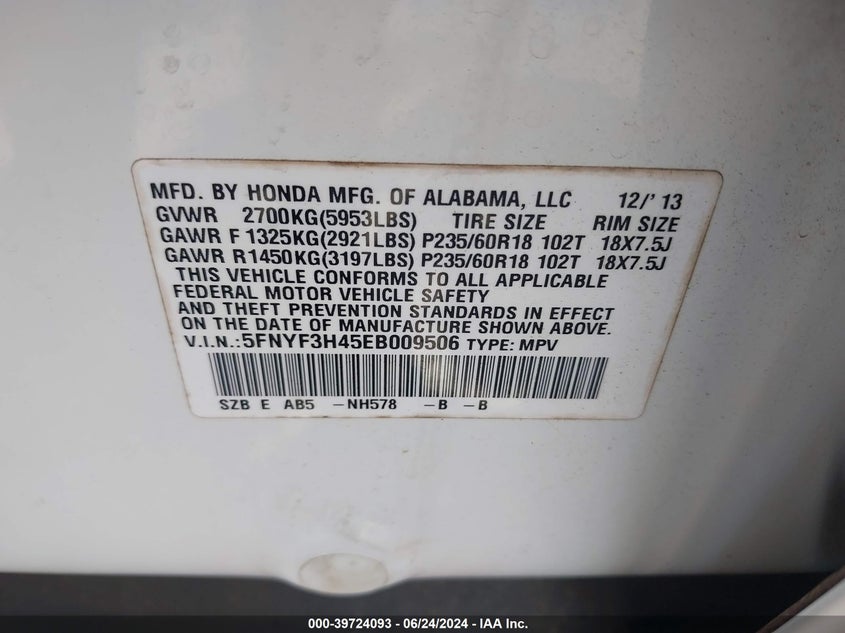 MFD. BY HONDA MFG. OF ALABAMA, LLC 12/' 13
GVWR 2700KG(5953LBS) TIRE SIZE RIM SIZE
GAWR F 1325KG(2921LBS) P235/60R18 102T 18X7.5J
GAWR R1450KG(3197LBS) P235/60R18 102T 18X7.5J
THIS VEHICLE CONFORMS TO ALL APPLICABLE
FEDERAL MOTOR VEHICLE SAFETY
AND THEFT PREVENTION STANDARDS IN EFFECT
ON THE DATE OF MANUFACTURE SHOWN ABOVE.
V.I.N.:5FNYF3H45EB009506 TYPE: MPV
SZB E AB5 -NH578 -B -B
000-39724093 - 06/24/2024 - IAA Inc.